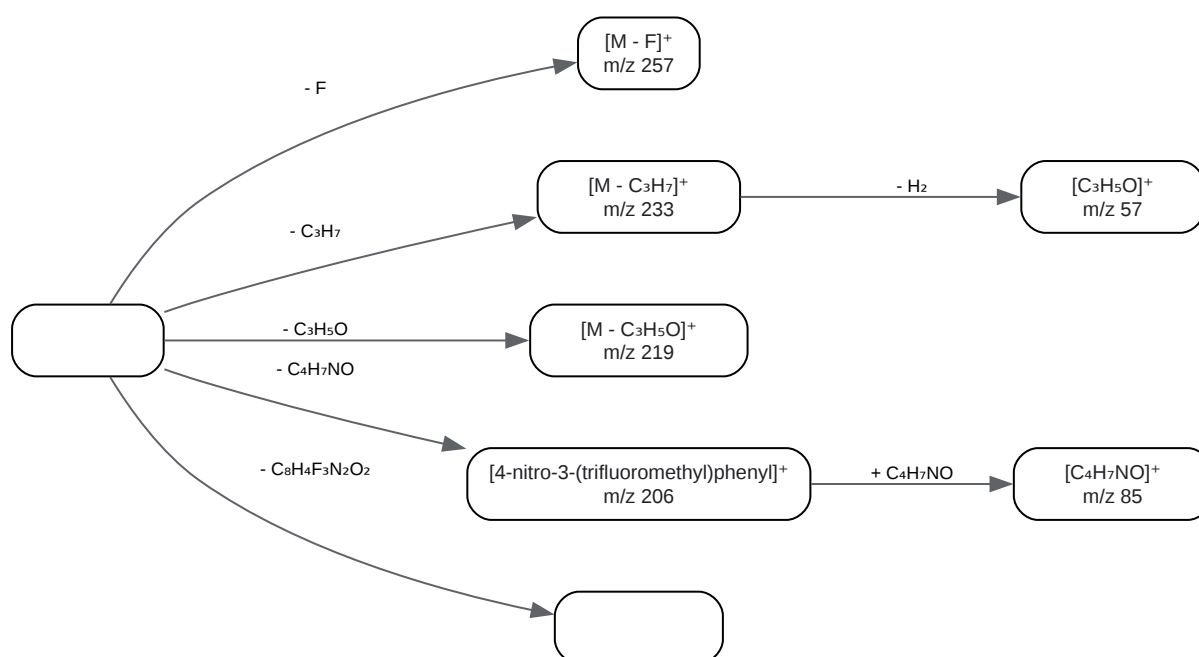 [M - F]⁺
m/z 257
- F
[M - C₃H₇]⁺
m/z 233
- H₂
[C₃H₅O]⁺
m/z 57
- C₃H₇
- C₃H₅O
[M - C₃H₅O]⁺
m/z 219
- C₄H₇NO
- C₈H₄F₃N₂O₂
[4-nitro-3-(trifluoromethyl)phenyl]⁺
m/z 206
+ C₄H₇NO
[C₄H₇NO]⁺
m/z 85